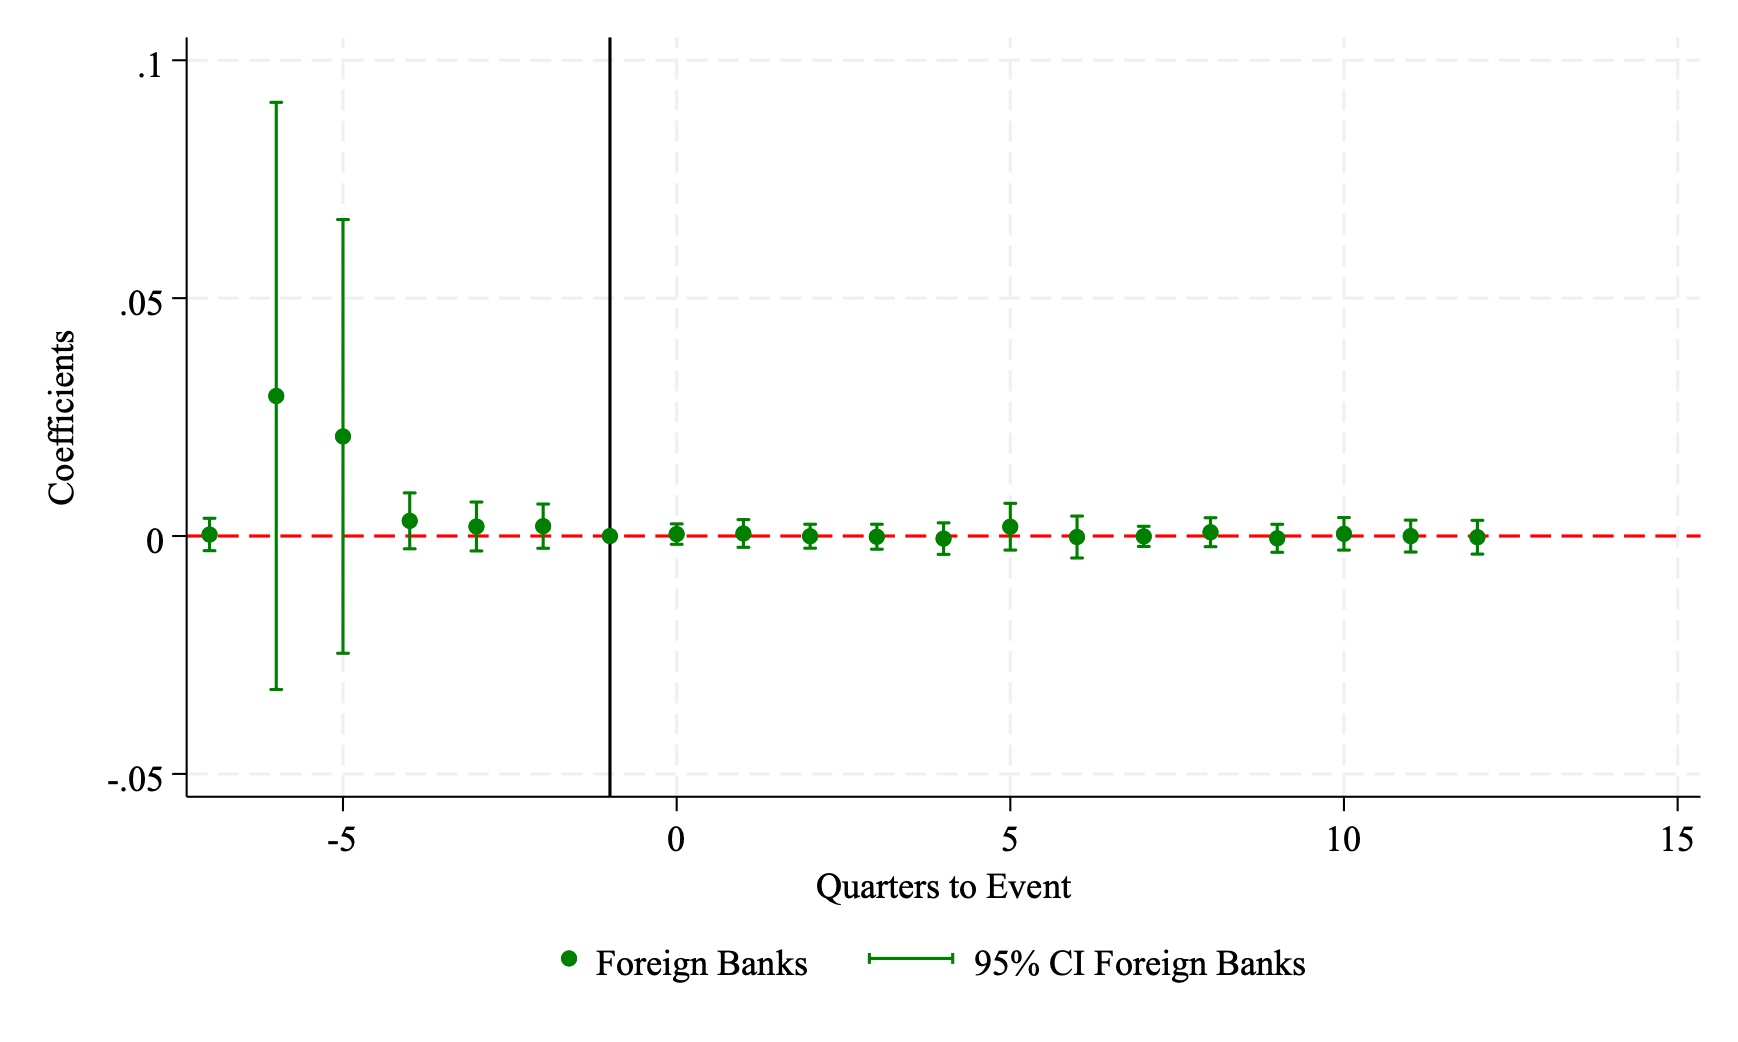 .1
.05
0
-.05
Coefficients
-5 0 5 10 15
Quarters to Event
Foreign Banks 95% CI Foreign Banks